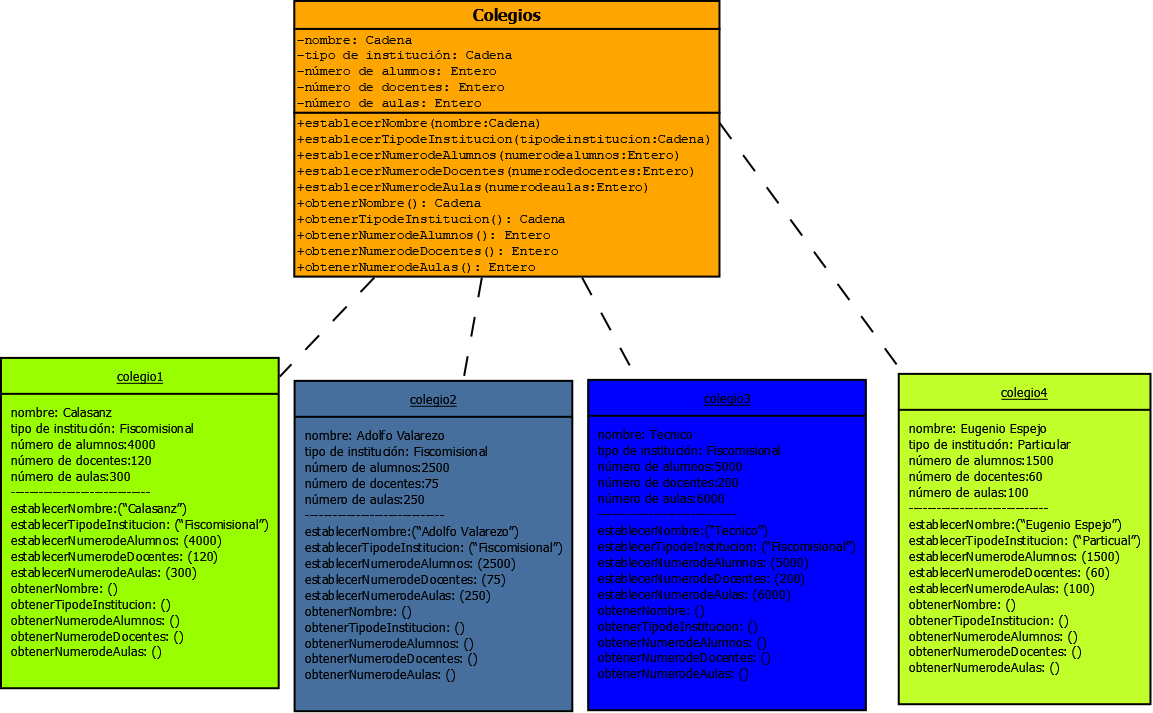 Colegios
-nombre: Cadena
-tipo de institución: Cadena
-número de alumnos: Entero
-número de docentes: Entero
-número de aulas: Entero
+establecerNombre(nombre:Cadena)
+establecerTipodeInstitucion(tipodeinstitucion:Cadena)
+establecerNumerodeAlumnos(numerodealumnos:Entero)
+establecerNumerodeDocentes(numerodedocentes:Entero)
+establecerNumerodeAulas(numerodeaulas:Entero)
+obtenerNombre(): Cadena
+obtenerTipodeInstitucion(): Cadena
+obtenerNumerodeAlumnos(): Entero
+obtenerNumerodeDocentes(): Entero
+obtenerNumerodeAulas(): Entero
colegio1
nombre: Calasanz
tipo de institución: Fiscomisional
número de alumnos:4000
número de docentes:120
número de aulas:300
------------------------------
establecerNombre:(“Calasanz”)
establecerTipodeInstitucion: (“Fiscomisional”)
establecerNumerodeAlumnos: (4000)
establecerNumerodeDocentes: (120)
establecerNumerodeAulas: (300)
obtenerNombre: ()
obtenerTipodeInstitucion: ()
obtenerNumerodeAlumnos: ()
obtenerNumerodeDocentes: ()
obtenerNumerodeAulas: ()
colegio2
nombre: Adolfo Valarezo
tipo de institución: Fiscomisional
número de alumnos:2500
número de docentes:75
número de aulas:250
------------------------------
establecerNombre:(“Adolfo Valarezo”)
establecerTipodeInstitucion: (“Fiscomisional”)
establecerNumerodeAlumnos: (2500)
establecerNumerodeDocentes: (75)
establecerNumerodeAulas: (250)
obtenerNombre: ()
obtenerTipodeInstitucion: ()
obtenerNumerodeAlumnos: ()
obtenerNumerodeDocentes: ()
obtenerNumerodeAulas: ()
colegio3
nombre: Tecnico
tipo de institución: Fiscomisional
número de alumnos:5000
número de docentes:200
número de aulas:6000
------------------------------
establecerNombre:(“Tecnico”)
establecerTipodeInstitucion: (“Fiscomisional”)
establecerNumerodeAlumnos: (5000)
establecerNumerodeDocentes: (200)
establecerNumerodeAulas: (6000)
obtenerNombre: ()
obtenerTipodeInstitucion: ()
obtenerNumerodeAlumnos: ()
obtenerNumerodeDocentes: ()
obtenerNumerodeAulas: ()
colegio4
nombre: Eugenio Espejo
tipo de institución: Particular
número de alumnos:1500
número de docentes:60
número de aulas:100
------------------------------
establecerNombre:(“Eugenio Espejo”)
establecerTipodeInstitucion: (“Particual”)
establecerNumerodeAlumnos: (1500)
establecerNumerodeDocentes: (60)
establecerNumerodeAulas: (100)
obtenerNombre: ()
obtenerTipodeInstitucion: ()
obtenerNumerodeAlumnos: ()
obtenerNumerodeDocentes: ()
obtenerNumerodeAulas: ()